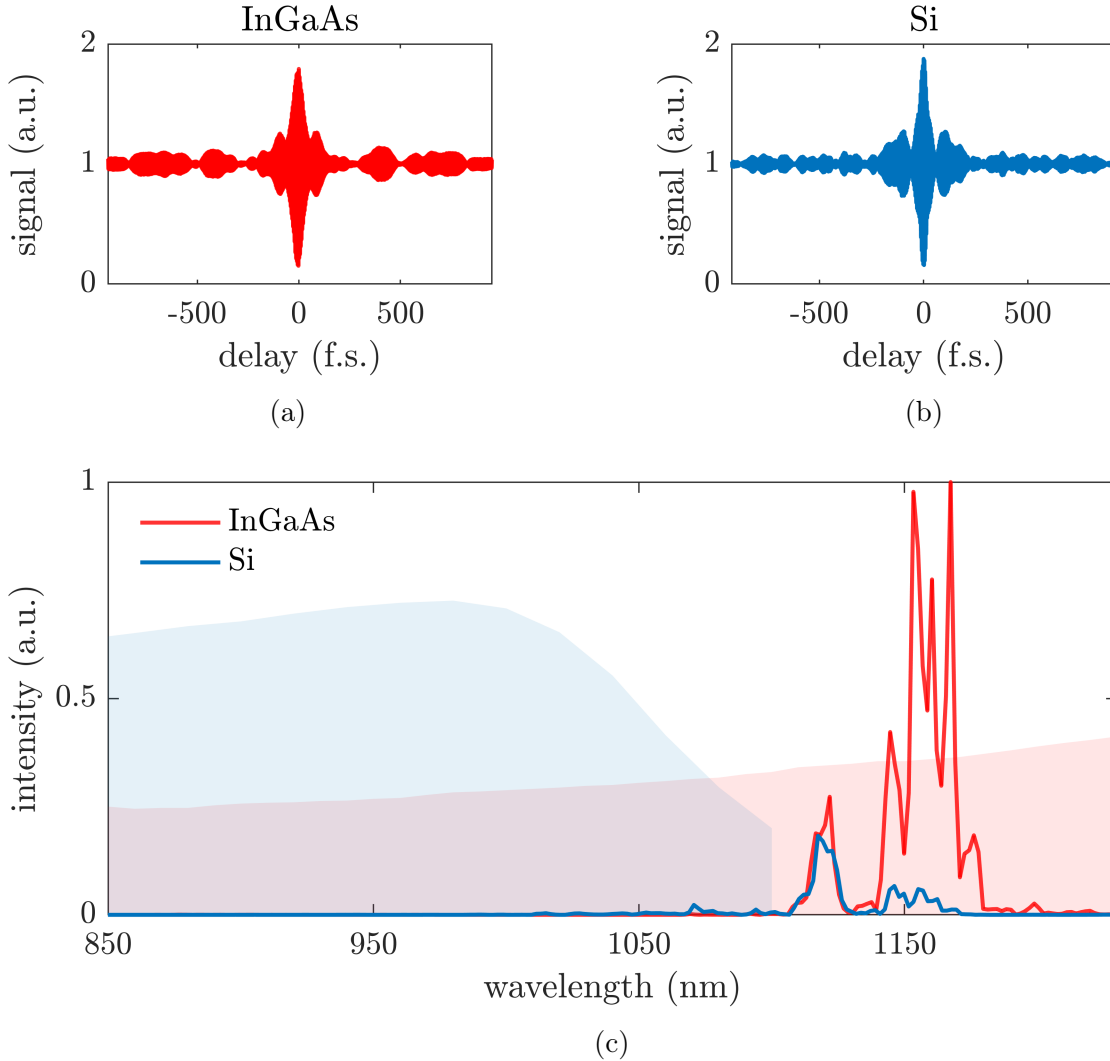 InGaAs
2
1
0
signal (a.u.)
-500 0 500
delay (f.s.)
(a)
Si
2
1
0
signal (a.u.)
-500 0 500
delay (f.s.)
(b)
1
0.5
0
intensity (a.u.)
InGaAs
Si
850 950 1050 1150
wavelength (nm)
(c)